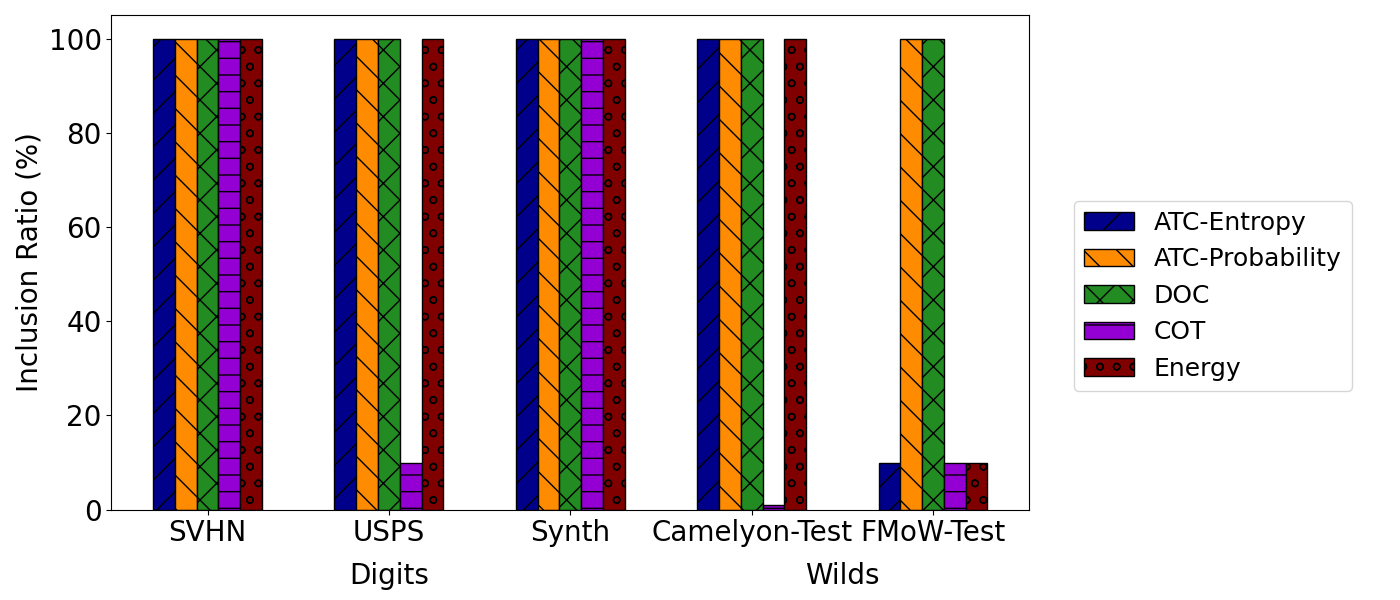 Inclusion Ratio (%)
100
80
60
40
20
0
SVHN USPS Synth Camelyon-Test FMoW-Test
Digits Wilds
ATC-Entropy
ATC-Probability
DOC
COT
Energy